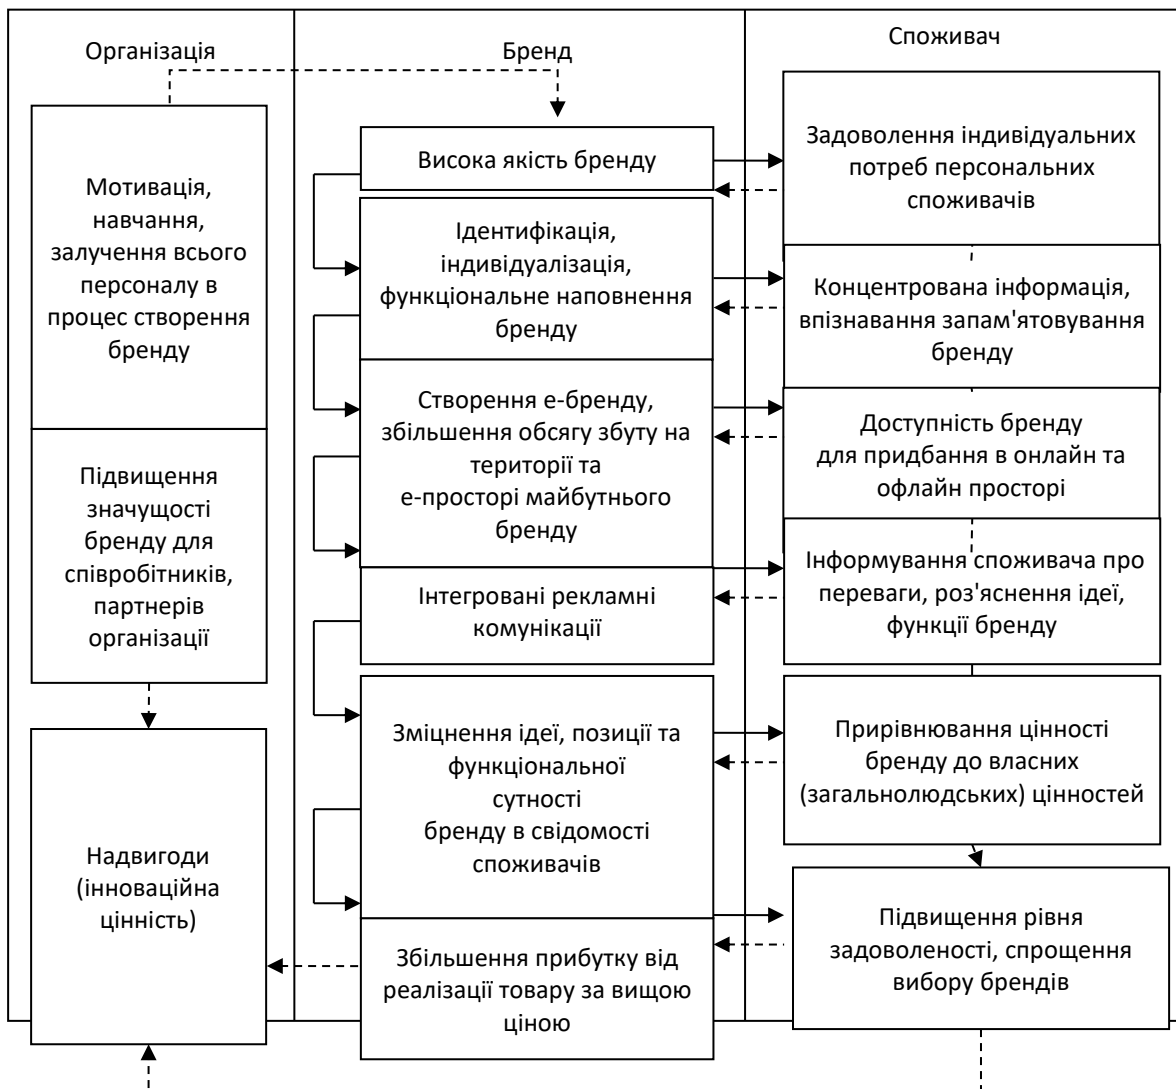 Організація
Мотивація,
навчання,
залучення всього
персоналу в
процес створення
бренду
Підвищення
значущості
бренду для
співробітників,
партнерів
організації
Надвигоди
(інноваційна
цінність)
Бренд
Висока якість бренду
Ідентифікація,
індивідуалізація,
функціональне наповнення
бренду
Створення е-бренду,
збільшення обсягу збуту на
території та
е-просторі майбутнього
бренду
Інтегровані рекламні
комунікації
Зміцнення ідеї, позиції та
функціональної
сутності
бренду в свідомості
споживачів
Збільшення прибутку від
реалізації товару за вищою
ціною
Споживач
Задоволення індивідуальних
потреб персональних
споживачів
Концентрована інформація,
впізнавання запам'ятовування
бренду
Доступність бренду
для придбання в онлайн та
офлайн просторі
Інформування споживача про
переваги, роз'яснення ідеї,
функції бренду
Прирівнювання цінності
бренду до власних
(загальнолюдських) цінностей
Підвищення рівня
задоволеності, спрощення
вибору брендів